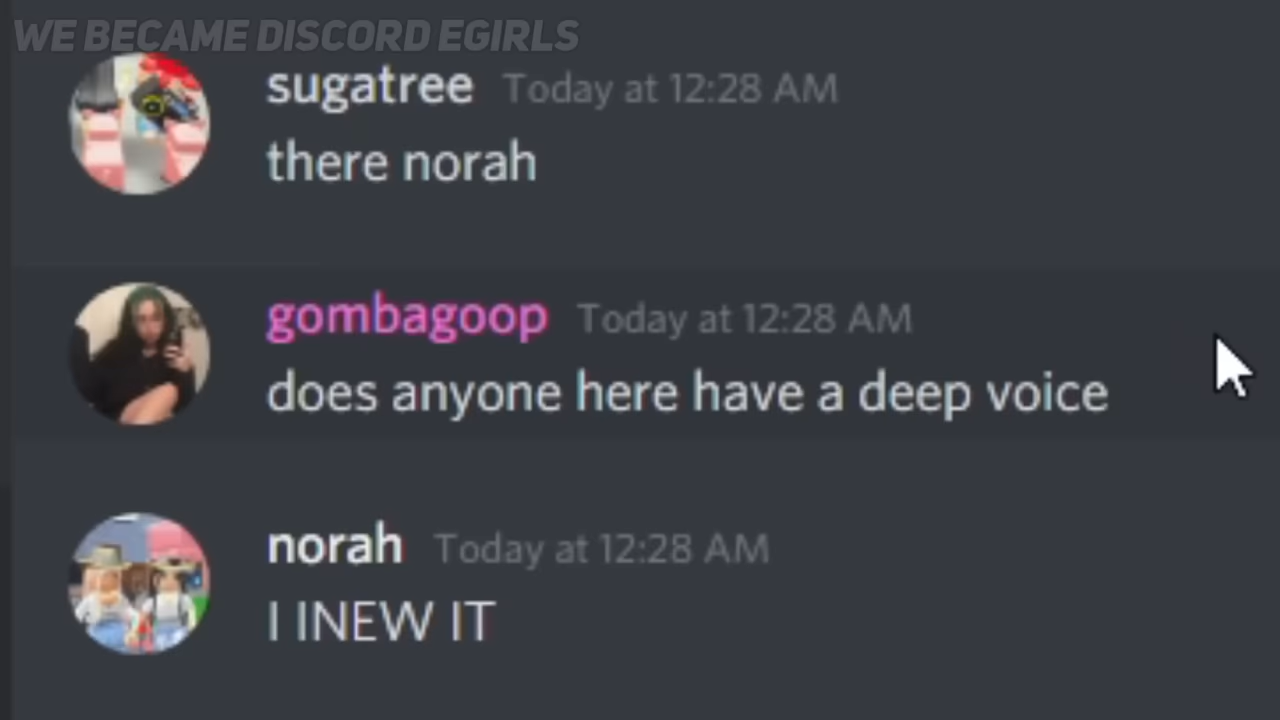 WE BECAME DISCORD EGIRLS
sugatree Today at 12:28 AM
there norah
gombagoop Today at 12:28 AM
does anyone here have a deep voice
norah Today at 12:28 AM
I INEW IT